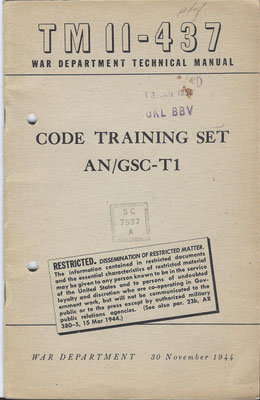 TM 11-437
WAR DEPARTMENT TECHNICAL MANUAL
GKL BBV
CODE TRAINING SET
AN/GSC-T1
SC
7937
A
RESTRICTED. DISSEMINATION OF RESTRICTED MATTER.
The information contained in restricted documents
and the essential characteristics of restricted material
may be given to any person known to be in the service
of the United States and to persons of undoubted
loyalty and discretion who are co-operating in Gov-
ernment work, but will not be communicated to the
public or to the press except by authorized military
public relations agencies. (See also par. 23b, AR
380-5, 15 Mar 1944.)
WAR DEPARTMENT 30 November 1944